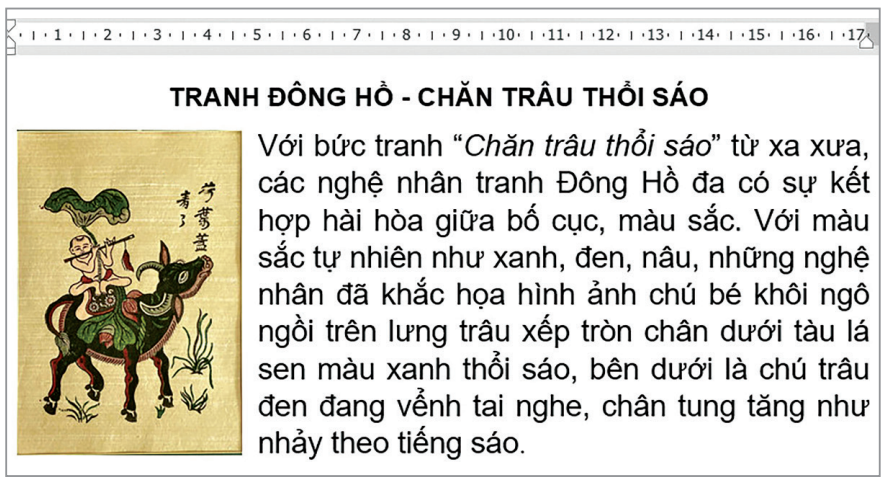 1 2 3 4 5 6 7 8 9 10 11 12 13 14 15 16 17
TRANH ĐÔNG HỒ - CHĂN TRÂU THỔI SÁO
Với bức tranh “Chăn trâu thổi sáo” từ xa xưa,
các nghệ nhân tranh Đông Hồ đa có sự kết
hợp hài hòa giữa bố cục, màu sắc. Với màu
sắc tự nhiên như xanh, đen, nâu, những nghệ
nhân đã khắc họa hình ảnh chú bé khôi ngô
ngồi trên lưng trâu xếp tròn chân dưới tàu lá
sen màu xanh thổi sáo, bên dưới là chú trâu
đen đang vểnh tai nghe, chân tung tăng như
nhảy theo tiếng sáo.